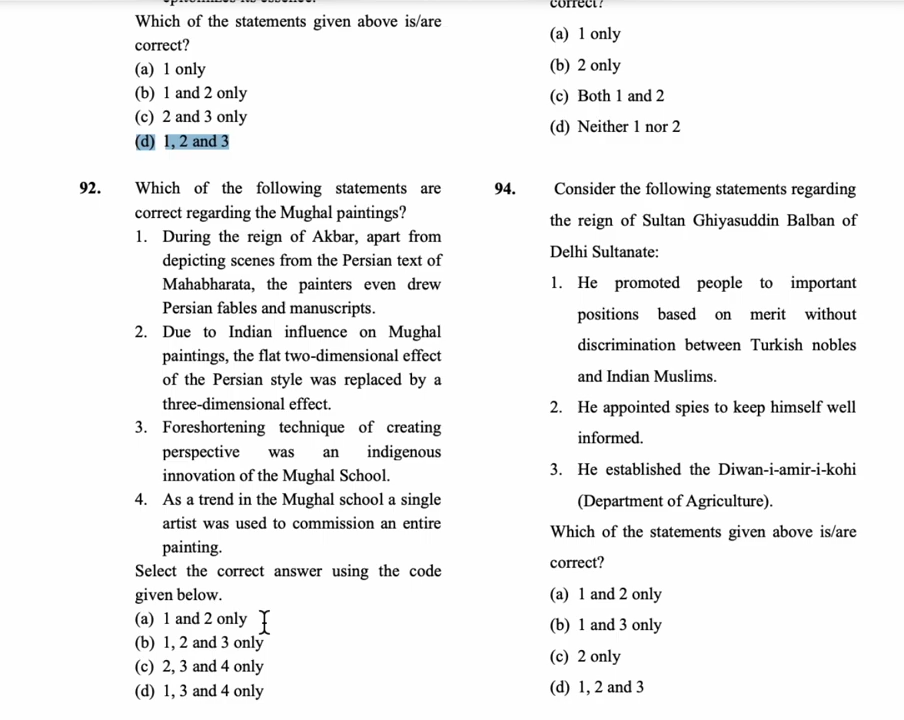 Which of the statements given above is/are
correct?
(a) 1 only
(b) 1 and 2 only
(c) 2 and 3 only
(d) 1, 2 and 3
92. Which of the following statements are
correct regarding the Mughal paintings?
1. During the reign of Akbar, apart from
depicting scenes from the Persian text of
Mahabharata, the painters even drew
Persian fables and manuscripts.
2. Due to Indian influence on Mughal
paintings, the flat two-dimensional effect
of the Persian style was replaced by a
three-dimensional effect.
3. Foreshortening technique of creating
perspective was an indigenous
innovation of the Mughal School.
4. As a trend in the Mughal school a single
artist was used to commission an entire
painting.
Select the correct answer using the code
given below.
(a) 1 and 2 only
(b) 1, 2 and 3 only
(c) 2, 3 and 4 only
(d) 1, 3 and 4 only
correct?
(a) 1 only
(b) 2 only
(c) Both 1 and 2
(d) Neither 1 nor 2
94. Consider the following statements regarding
the reign of Sultan Ghiyasuddin Balban of
Delhi Sultanate:
1. He promoted people to important
positions based on merit without
discrimination between Turkish nobles
and Indian Muslims.
2. He appointed spies to keep himself well
informed.
3. He established the Diwan-i-amir-i-kohi
(Department of Agriculture).
Which of the statements given above is/are
correct?
(a) 1 and 2 only
(b) 1 and 3 only
(c) 2 only
(d) 1, 2 and 3